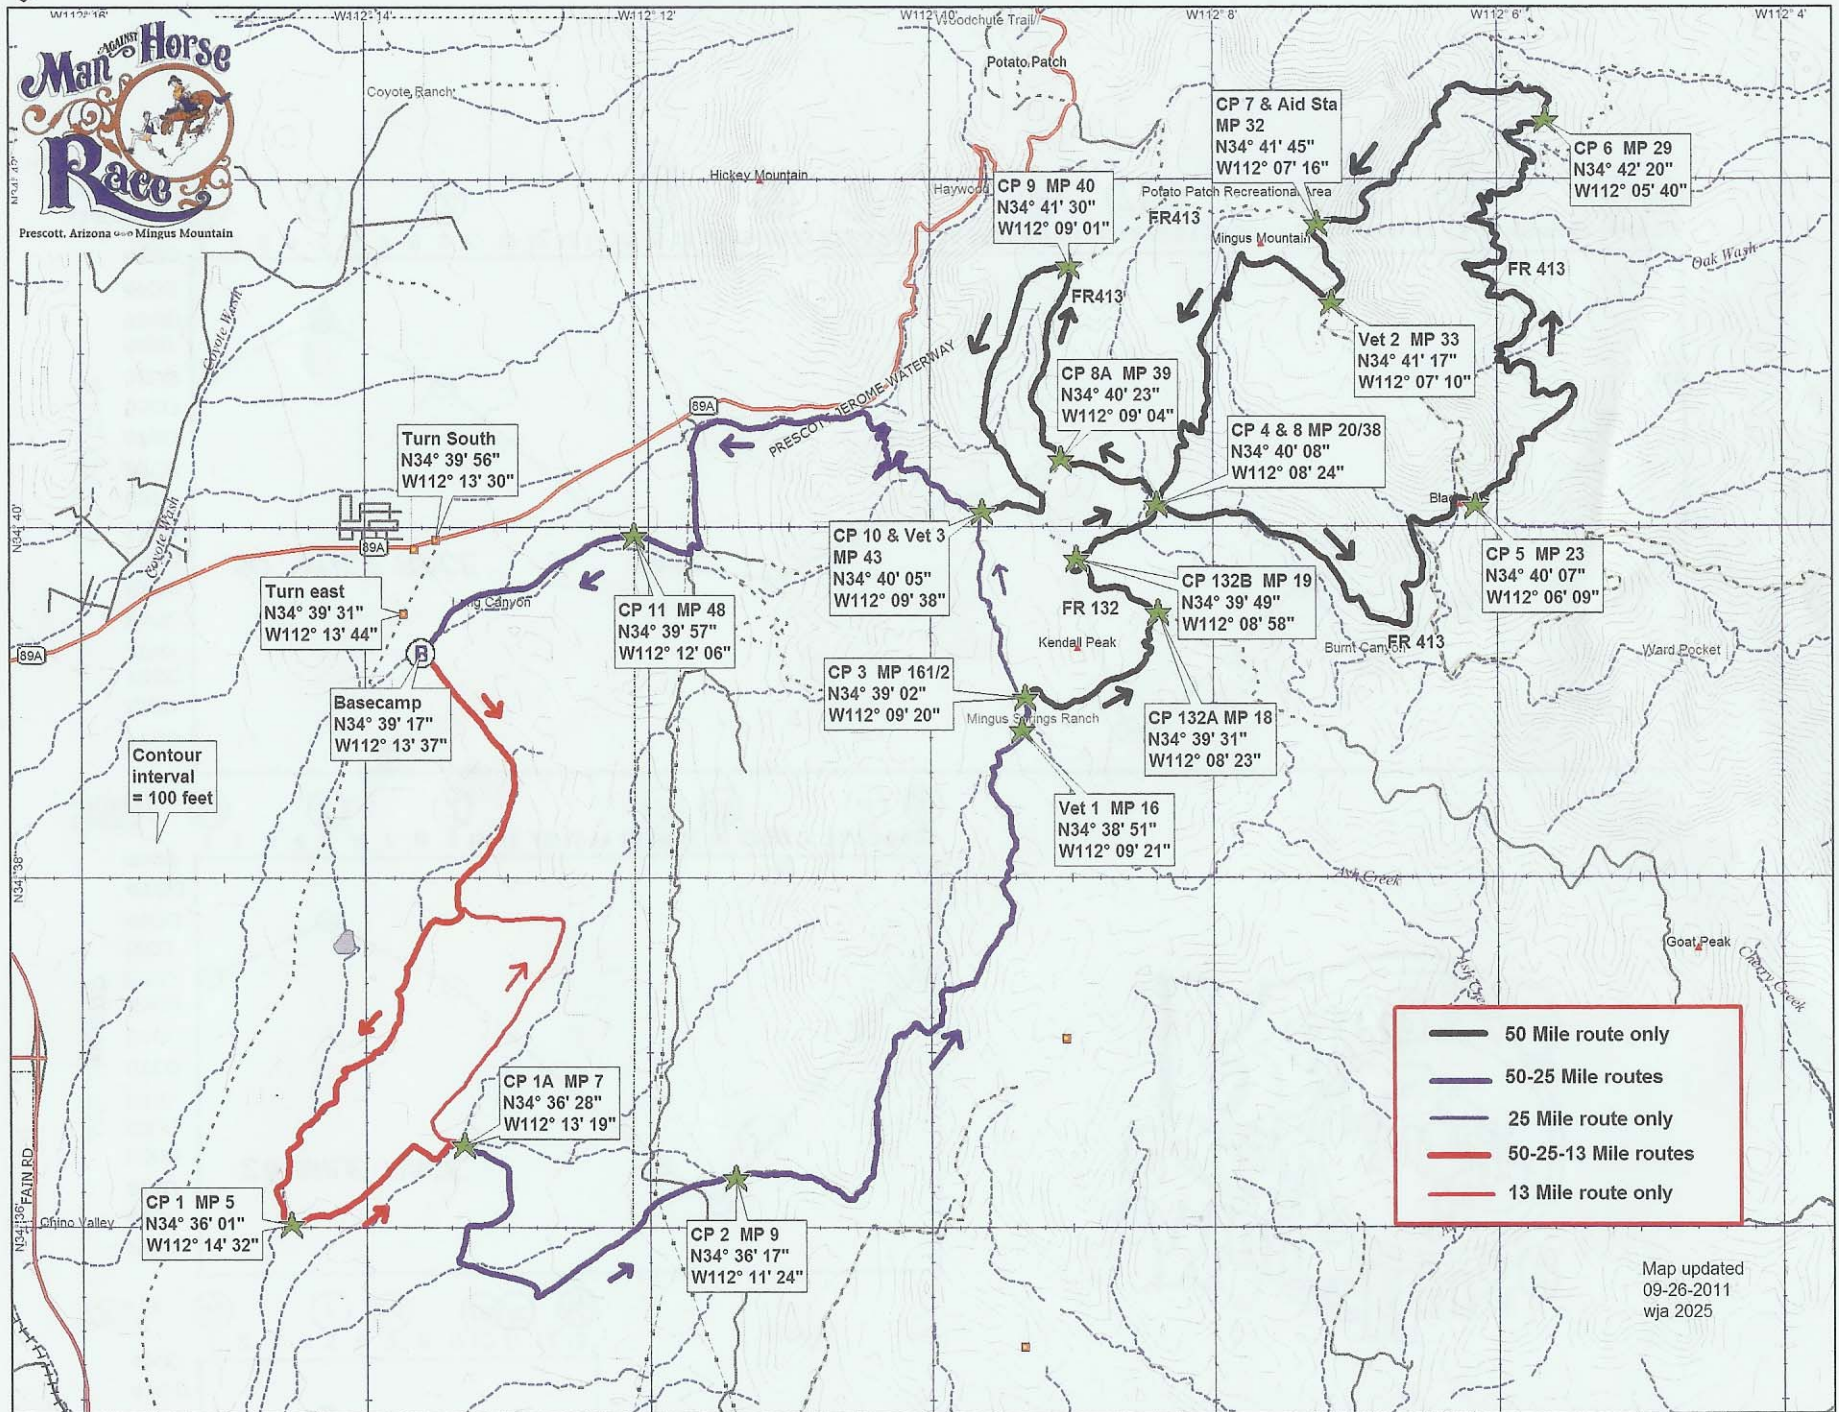 W112° 16'
W112° 14'
W112° 12'
W112° 10'
W112° 8'
W112° 6'
W112° 4'
Man AGAINST Horse
Race
Prescott, Arizona
Mingus Mountain
Woodchute Trail
Potato Patch
Coyote Ranch
Hickey Mountain
Haywood
CP 7 & Aid Sta
MP 32
N34° 41' 45"
W112° 07' 16"
CP 6 MP 29
N34° 42' 20"
W112° 05' 40"
CP 9 MP 40
N34° 41' 30"
W112° 09' 01"
Potato Patch Recreational Area
FR413
Mingus Mountain
Oak Wash
FR 413
FR413
Coyote Wash
Vet 2 MP 33
N34° 41' 17"
W112° 07' 10"
CP 8A MP 39
N34° 40' 23"
W112° 09' 04"
89A
PRESCOTT JEROME WATERWAY
CP 4 & 8 MP 20/38
N34° 40' 08"
W112° 08' 24"
Turn South
N34° 39' 56"
W112° 13' 30"
Coyote Wash
N34° 40'
89A
CP 10 & Vet 3
MP 43
N34° 40' 05"
W112° 09' 38"
CP 5 MP 23
N34° 40' 07"
W112° 06' 09"
CP 132B MP 19
N34° 39' 49"
W112° 08' 58"
Turn east
N34° 39' 31"
W112° 13' 44"
Canyon
CP 11 MP 48
N34° 39' 57"
W112° 12' 06"
FR 132
Kendall Peak
Burnt Canyon
FR 413
Ward Pocket
89A
B
CP 3 MP 161/2
N34° 39' 02"
W112° 09' 20"
Basecamp
N34° 39' 17"
W112° 13' 37"
Mingus Springs Ranch
CP 132A MP 18
N34° 39' 31"
W112° 08' 23"
Contour
interval
= 100 feet
Vet 1 MP 16
N34° 38' 51"
W112° 09' 21"
N34° 38'
Ash Creek
Goat Peak
Cherry Creek
50 Mile route only
50-25 Mile routes
25 Mile route only
50-25-13 Mile routes
13 Mile route only
CP 1A MP 7
N34° 36' 28"
W112° 13' 19"
FAIN RD
N34° 36'
Chino Valley
CP 1 MP 5
N34° 36' 01"
W112° 14' 32"
CP 2 MP 9
N34° 36' 17"
W112° 11' 24"
Map updated
09-26-2011
wja 2025